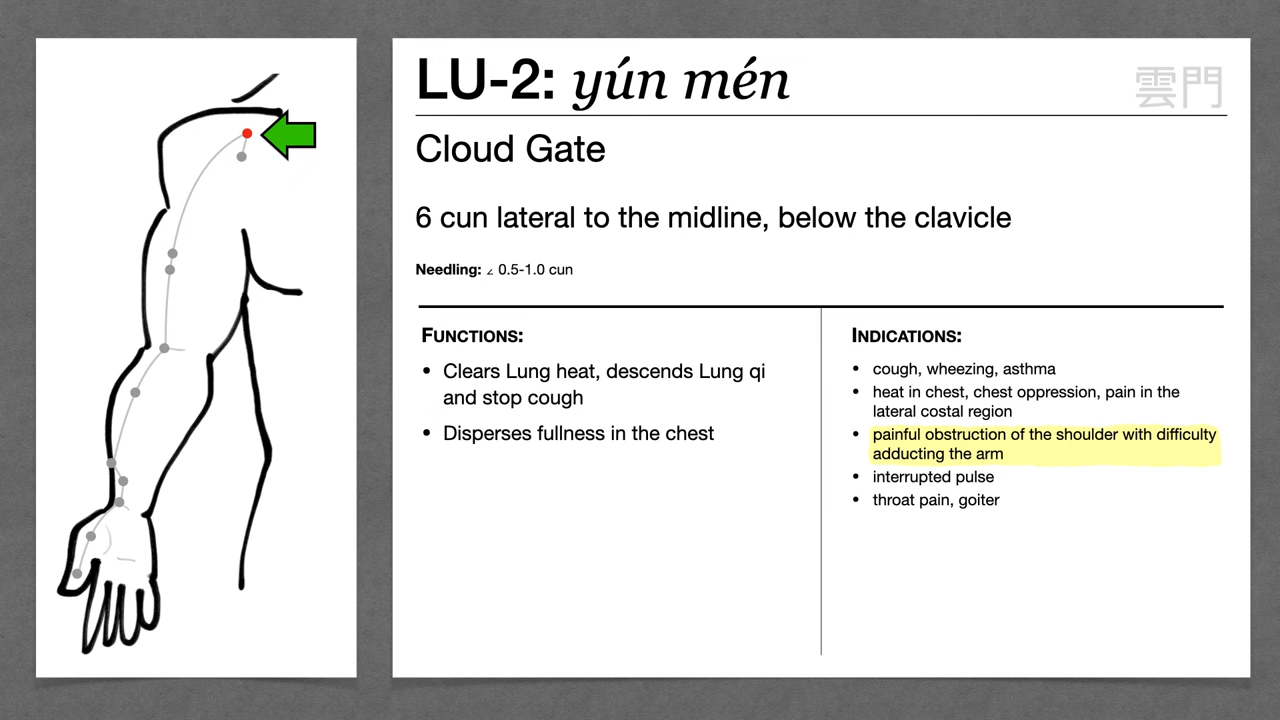 LU-2: yún mén
雲門
Cloud Gate
6 cun lateral to the midline, below the clavicle
Needling: ∠ 0.5-1.0 cun
FUNCTIONS:
• Clears Lung heat, descends Lung qi
and stop cough
• Disperses fullness in the chest
INDICATIONS:
• cough, wheezing, asthma
• heat in chest, chest oppression, pain in the
lateral costal region
• painful obstruction of the shoulder with difficulty
adducting the arm
• interrupted pulse
• throat pain, goiter